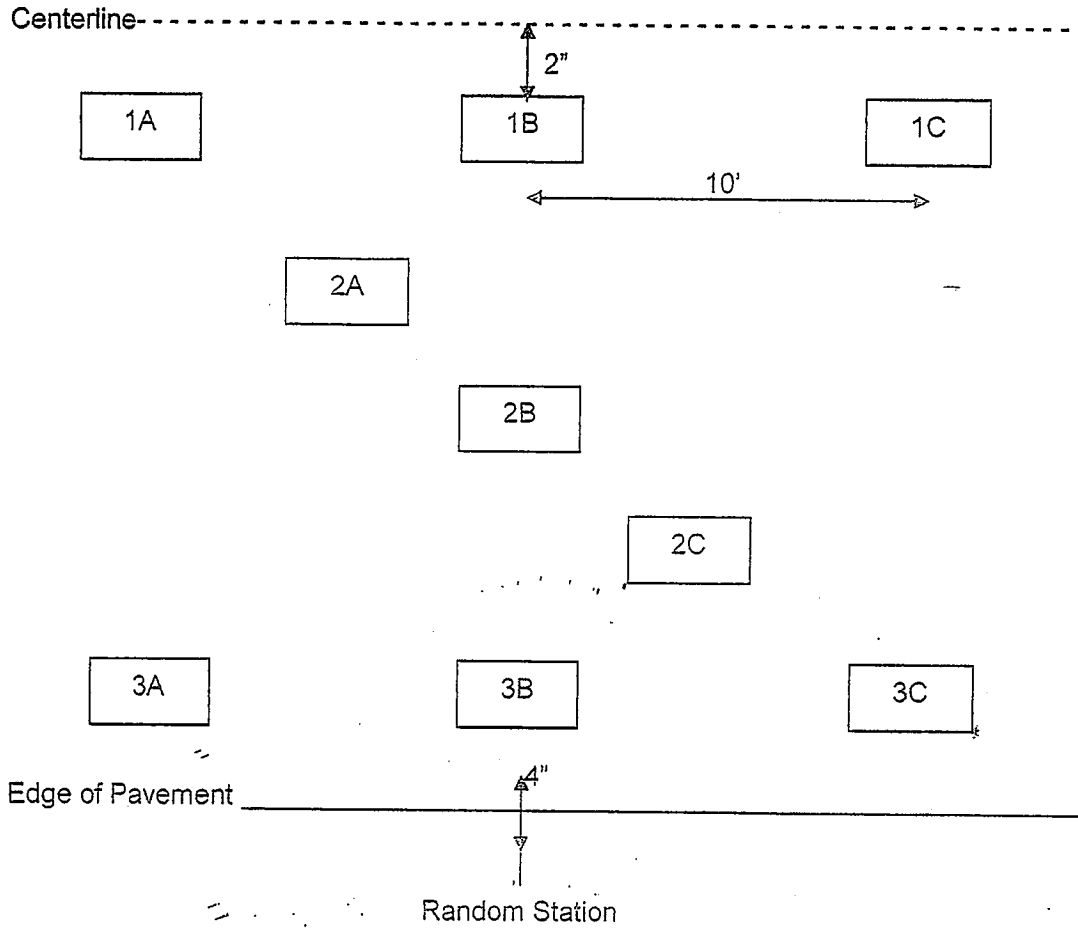 Centerline
2"
1A 1B 1C
10'
2A
2B
2C
3A 3B 3C
4"
Edge of Pavement
Random Station